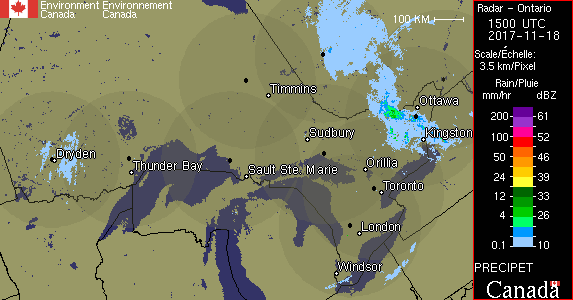 Environment Environnement
Canada Canada
100 KM
Timmins
Ottawa
Sudbury
Kingston
Dryden
Thunder Bay
Sault Ste. Marie
Orillia
Toronto
London
Windsor
Radar - Ontario
1500 UTC
2017-11-18
Scale/Échelle:
3.5 km/Pixel
Rain/Pluie
mm/hr dBZ
200 61
100 52
50 46
24 39
12 33
4 26
0.1 10
PRECIPET
Canada